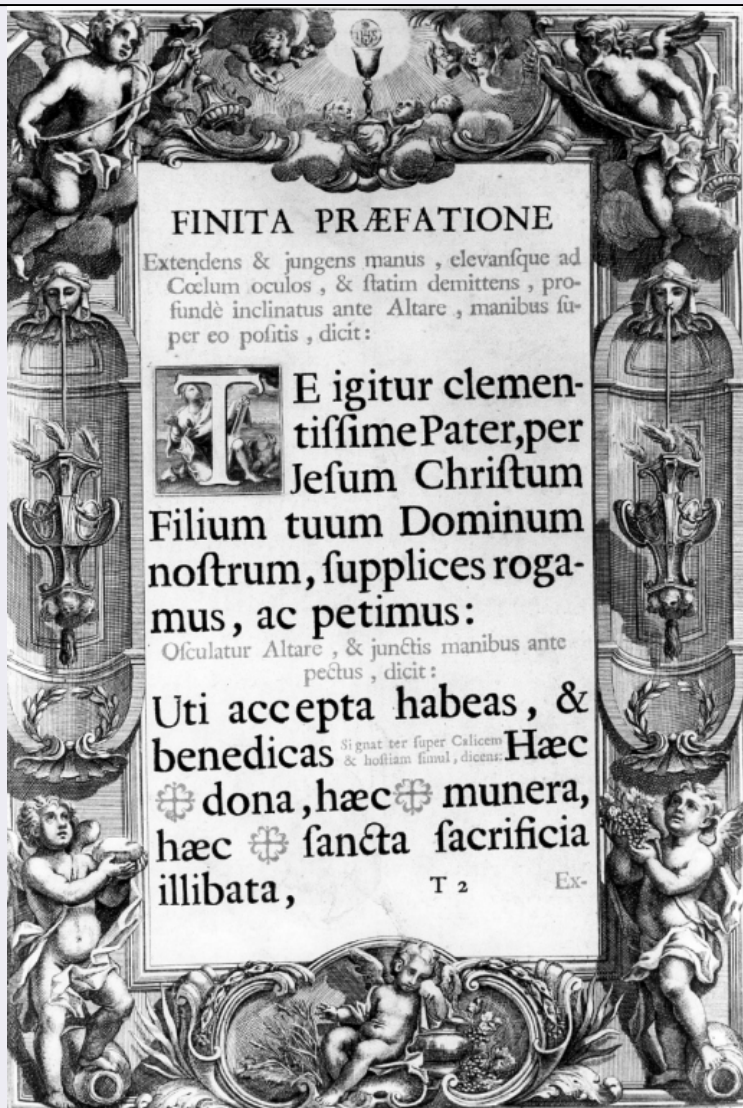 IHS
FINITA PRÆFATIONE
Extendens & jungens manus , elevanſque ad
Cœlum oculos , & ſtatim demittens , pro-
fundè inclinatus ante Altare , manibus ſu-
per eo poſitis , dicit :
TE igitur clemen-
tiſſime Pater, per
Jeſum Chriſtum
Filium tuum Dominum
noſtrum, ſupplices roga-
mus, ac petimus:
Oſculatur Altare , & junctis manibus ante
pectus , dicit :
Uti accepta habeas, &
benedicas Signat ter ſuper Calicem
& hoſtiam ſimul, dicens: Hæc
✠ dona, hæc ✠ munera,
hæc ✠ ſancta ſacrificia
illibata,
T 2
Ex-